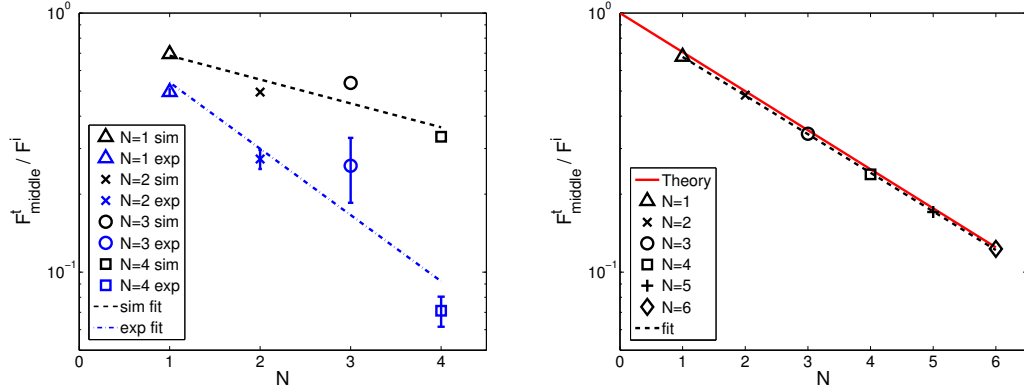 10^0
10^-1
F^t_middle / F^i
N=1 sim
N=1 exp
N=2 sim
N=2 exp
N=3 sim
N=3 exp
N=4 sim
N=4 exp
sim fit
exp fit
0 1 2 3 4
N
10^0
10^-1
F^t_middle / F^i
Theory
N=1
N=2
N=3
N=4
N=5
N=6
fit
0 1 2 3 4 5 6
N